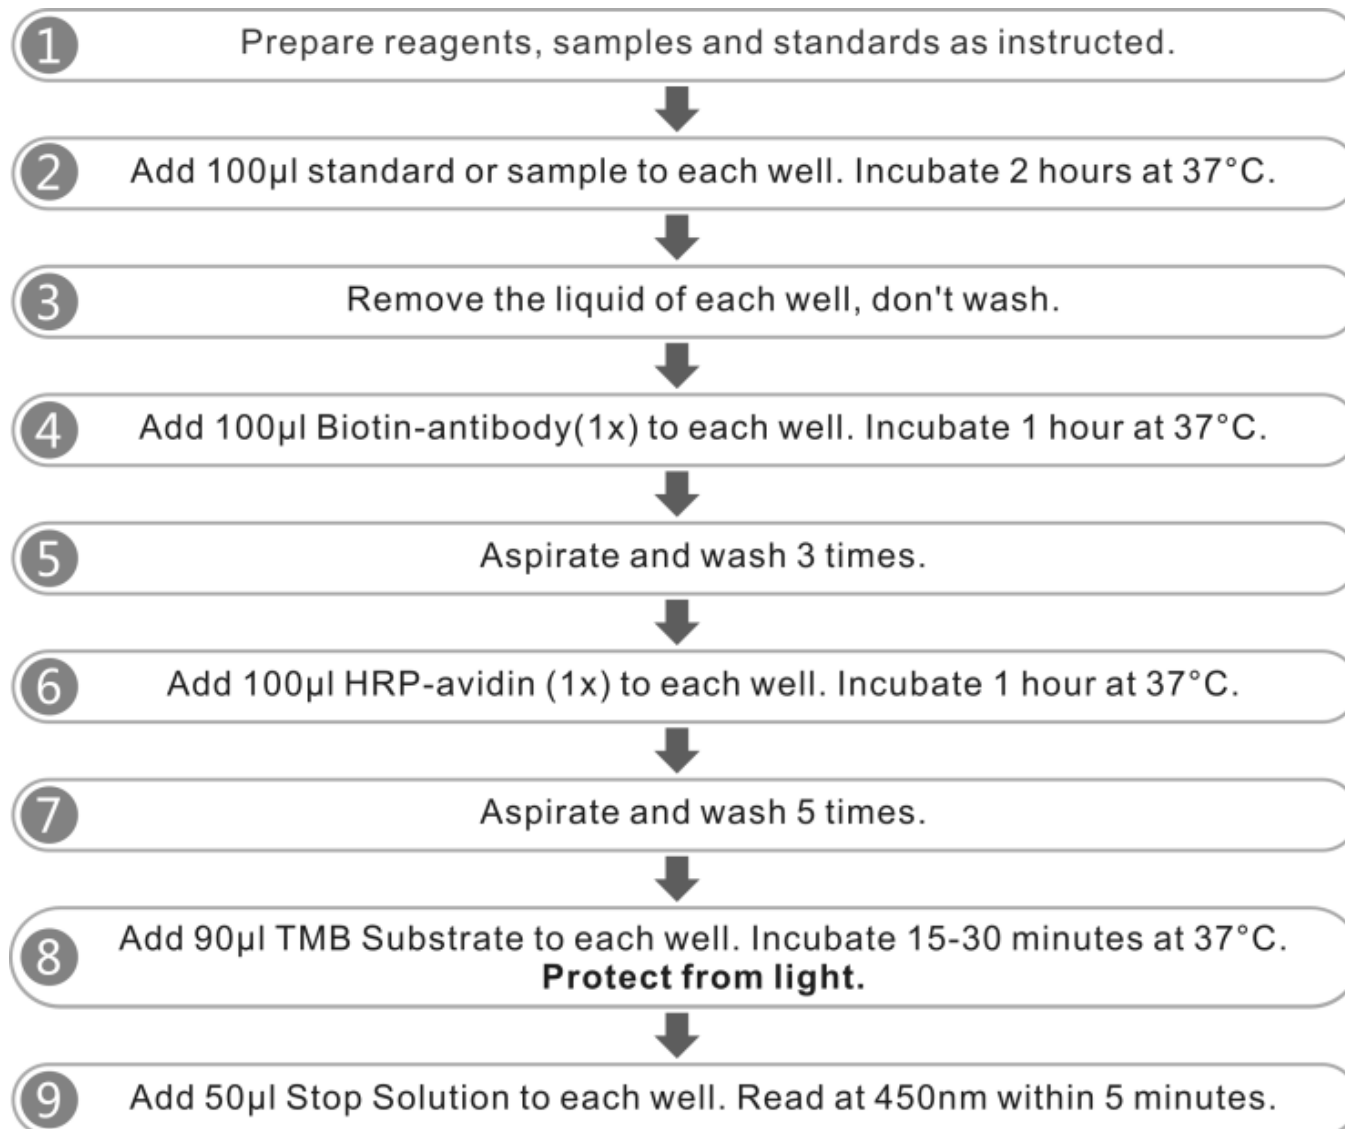 1 Prepare reagents, samples and standards as instructed.
2 Add 100µl standard or sample to each well. Incubate 2 hours at 37°C.
3 Remove the liquid of each well, don't wash.
4 Add 100µl Biotin-antibody(1x) to each well. Incubate 1 hour at 37°C.
5 Aspirate and wash 3 times.
6 Add 100µl HRP-avidin (1x) to each well. Incubate 1 hour at 37°C.
7 Aspirate and wash 5 times.
8 Add 90µl TMB Substrate to each well. Incubate 15-30 minutes at 37°C.
Protect from light.
9 Add 50µl Stop Solution to each well. Read at 450nm within 5 minutes.